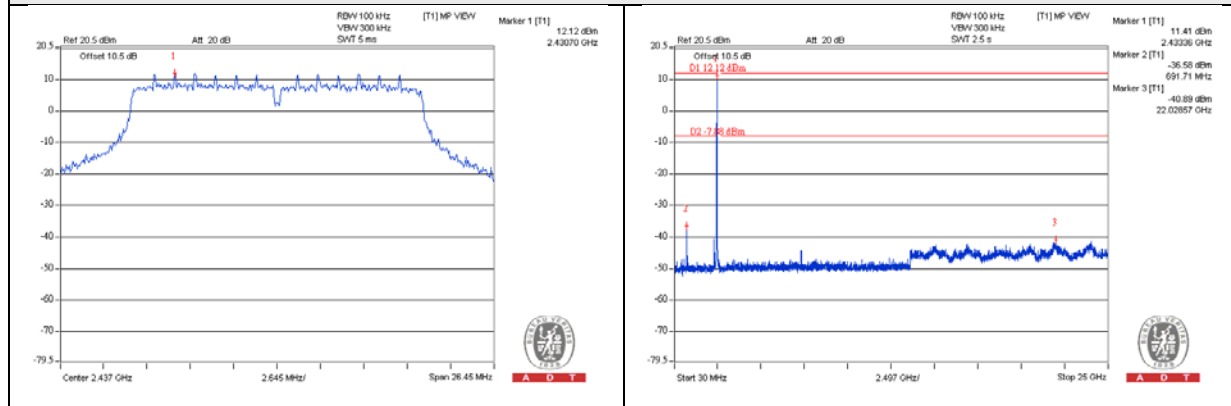 RBW 100 kHz [T1] MP VIEW
VBW 300 kHz
Ref 20.5 dBm Att 20 dB SWT 5 ms
Marker 1 [T1]
12.12 dBm
2.43070 GHz
20.5
Offset 10.5 dB
1
10
0
-10
-20
-30
-40
-50
-60
-70
-79.5
Center 2.437 GHz 2.645 MHz/ Span 26.45 MHz
BUREAU VERITAS
1828
A D T
RBW 100 kHz [T1] MP VIEW
VBW 300 kHz
Ref 20.5 dBm Att 20 dB SWT 2.5 s
Marker 1 [T1]
11.41 dBm
2.43336 GHz
Marker 2 [T1]
-36.58 dBm
691.71 MHz
Marker 3 [T1]
-40.89 dBm
22.02857 GHz
20.5
Offset 10.5 dB
D1 12.12 dBm
10
0
D2 -7.88 dBm
-10
-20
-30
2
3
-40
-50
-60
-70
-79.5
Start 30 MHz 2.497 GHz/ Stop 25 GHz
BUREAU VERITAS
1828
A D T